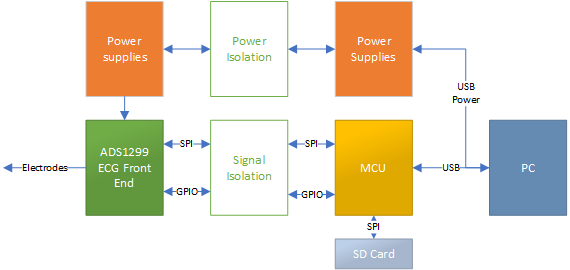 Power
supplies
Power
Isolation
Power
Supplies
USB
Power
ADS1299
ECG Front
End
SPI
GPIO
Signal
Isolation
SPI
GPIO
MCU
USB
PC
Electrodes
SPI
SD Card